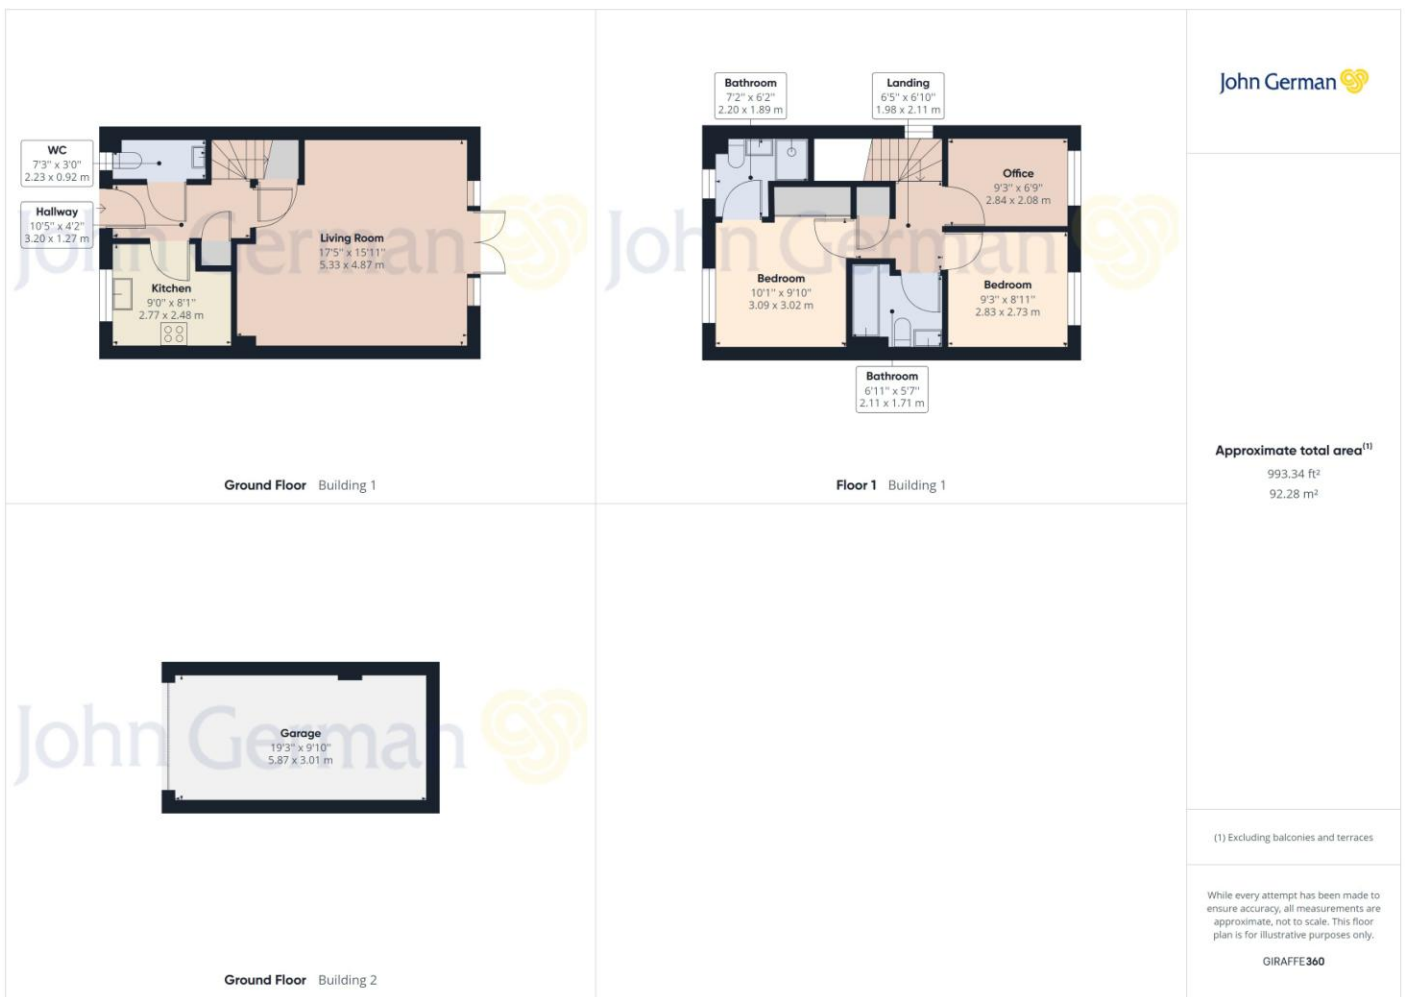 WC
7'3" x 3'0"
2.23 x 0.92 m
Hallway
10'5" x 4'2"
3.20 x 1.27 m
Living Room
17'5" x 15'11"
5.33 x 4.87 m
Kitchen
9'0" x 8'1"
2.77 x 2.48 m
John German
Ground Floor Building 1
Bathroom
7'2" x 6'2"
2.20 x 1.89 m
Landing
6'5" x 6'10"
1.98 x 2.11 m
Office
9'3" x 6'9"
2.84 x 2.08 m
Bedroom
10'1" x 9'10"
3.09 x 3.02 m
Bedroom
9'3" x 8'11"
2.83 x 2.73 m
Bathroom
6'11" x 5'7"
2.11 x 1.71 m
John German
Floor 1 Building 1
Garage
19'3" x 9'10"
5.87 x 3.01 m
John German
Ground Floor Building 2
John German
Approximate total area(1)
993.34 ft²
92.28 m²
(1) Excluding balconies and terraces
While every attempt has been made to
ensure accuracy, all measurements are
approximate, not to scale. This floor
plan is for illustrative purposes only.
GIRAFFE360